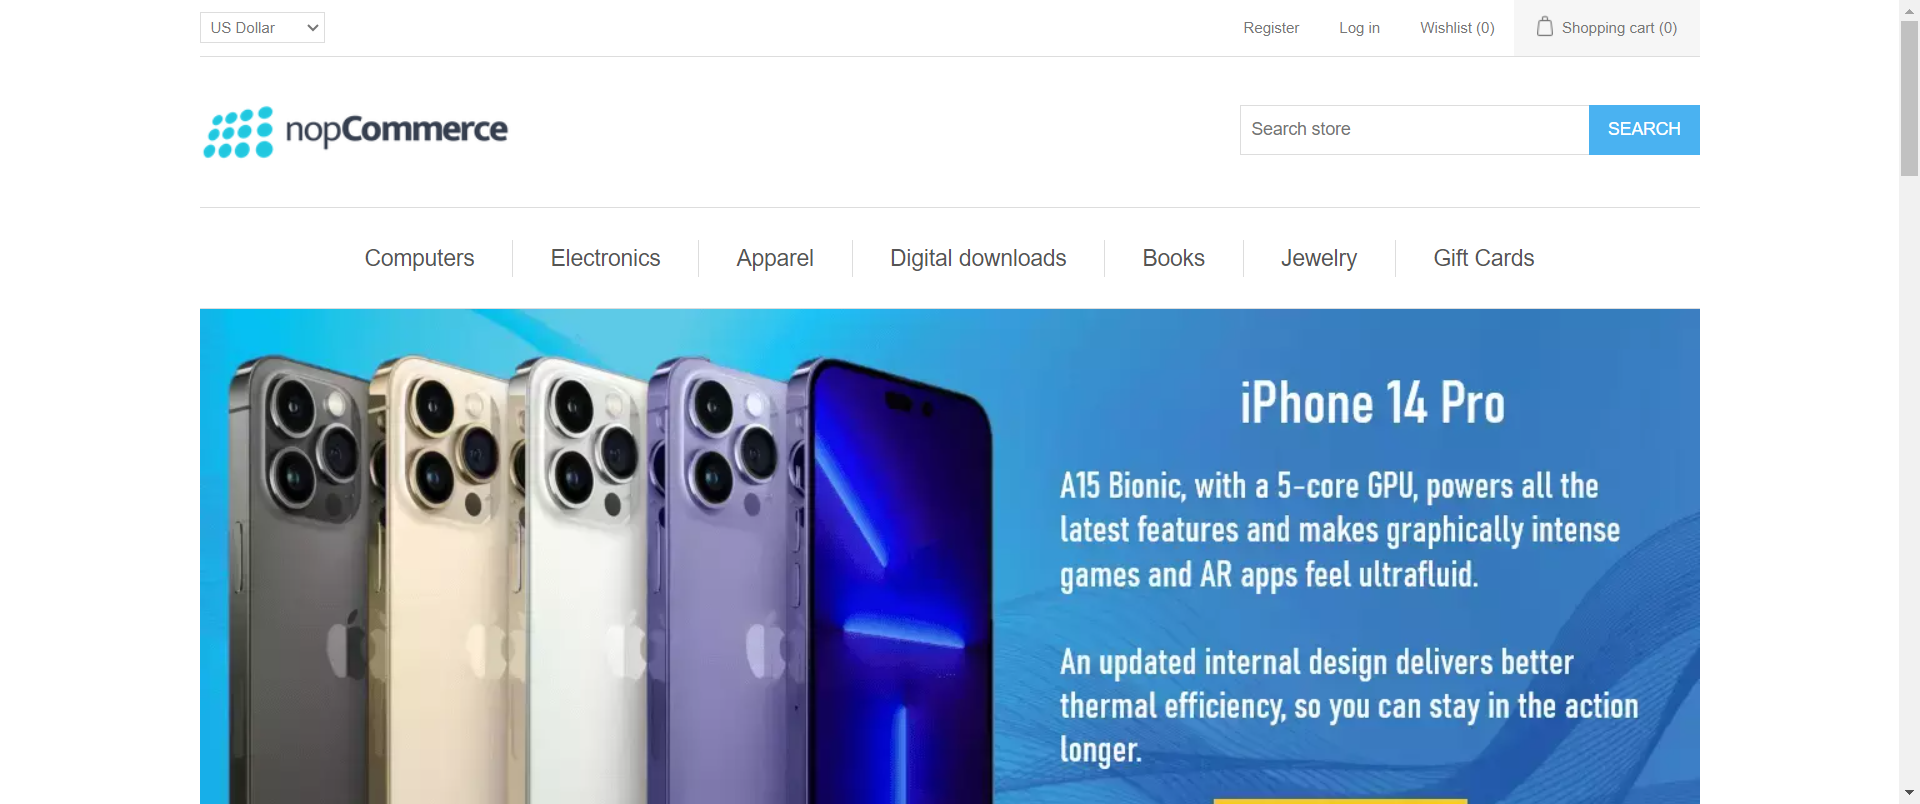 US Dollar
Register
Log in
Wishlist (0)
Shopping cart (0)
nopCommerce
Search store
SEARCH
Computers
Electronics
Apparel
Digital downloads
Books
Jewelry
Gift Cards
iPhone 14 Pro
A15 Bionic, with a 5-core GPU, powers all the
latest features and makes graphically intense
games and AR apps feel ultrafluid.
An updated internal design delivers better
thermal efficiency, so you can stay in the action
longer.